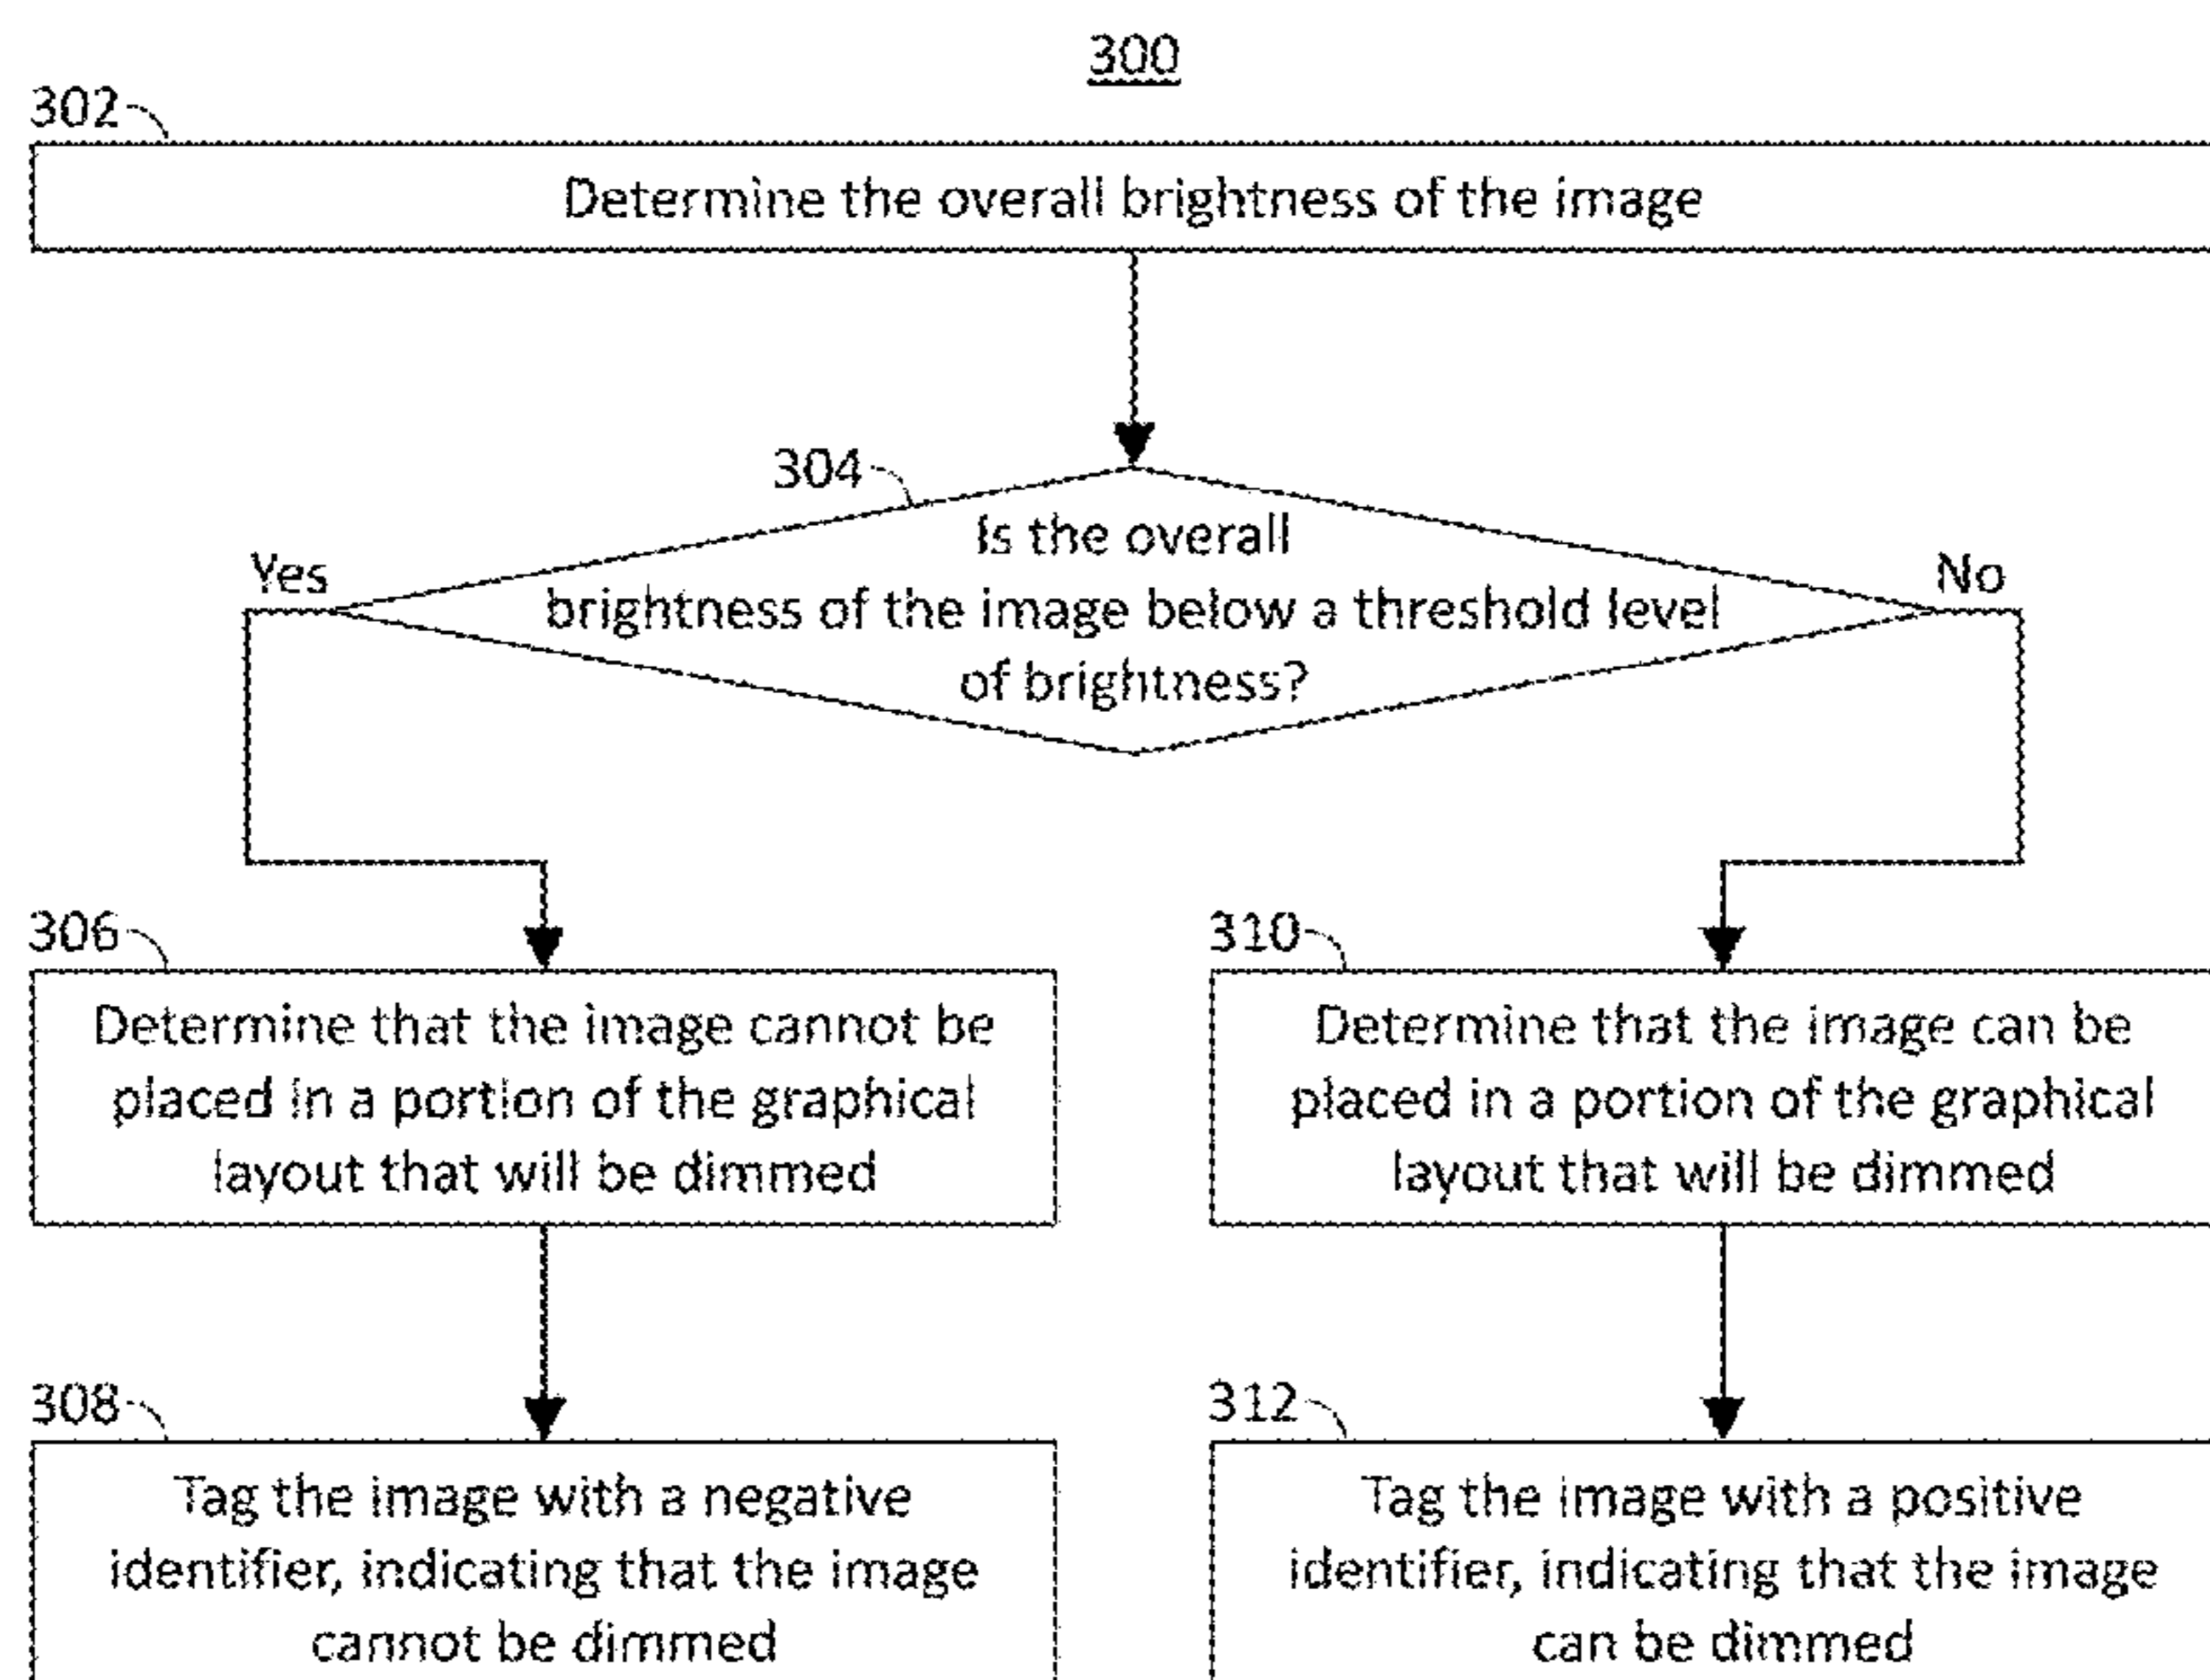 300
302
Determine the overall brightness of the image
304
Is the overall
Yes
No
brightness of the image below a threshold level
of brightness?
306
Determine that the image cannot be
placed in a portion of the graphical
layout that will be dimmed
310
Determine that the image can be
placed in a portion of the graphical
layout that will be dimmed
308
Tag the image with a negative
identifier, indicating that the image
cannot be dimmed
312
Tag the image with a positive
identifier, indicating that the image
can be dimmed